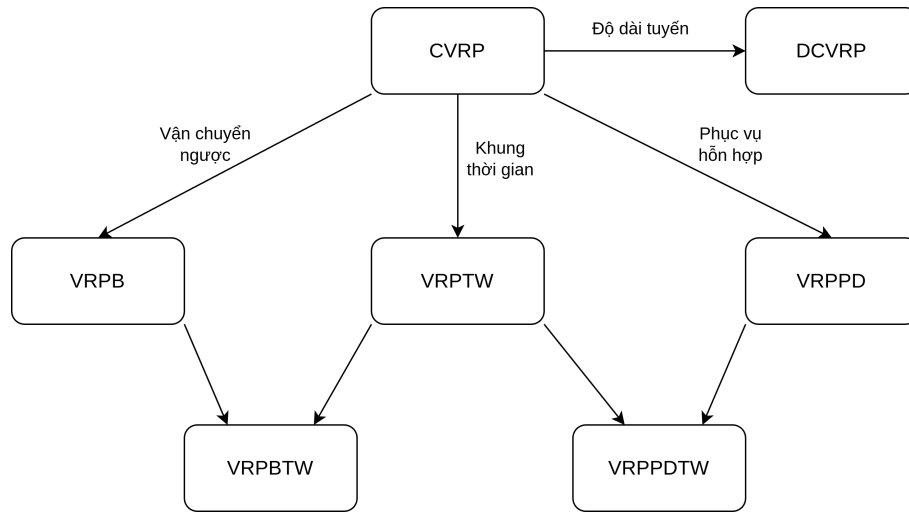 CVRP
Độ dài tuyến
DCVRP
Vận chuyển
ngược
Khung
thời gian
Phục vụ
hỗn hợp
VRPB
VRPTW
VRPPD
VRPBTW
VRPPDTW